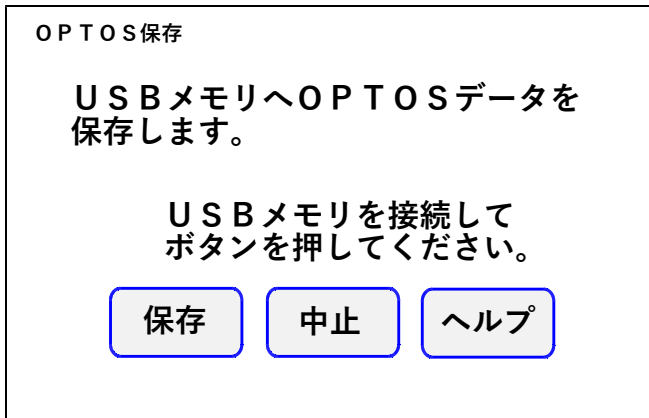 ＯＰＴＯＳ保存
ＵＳＢメモリへＯＰＴＯＳデータを
保存します。
ＵＳＢメモリを接続して
ボタンを押してください。
保存 中止 ヘルプ